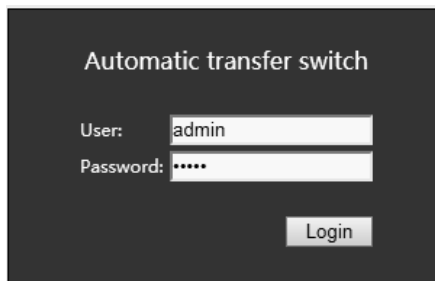 Automatic transfer switch
User: admin
Password: •••••
Login